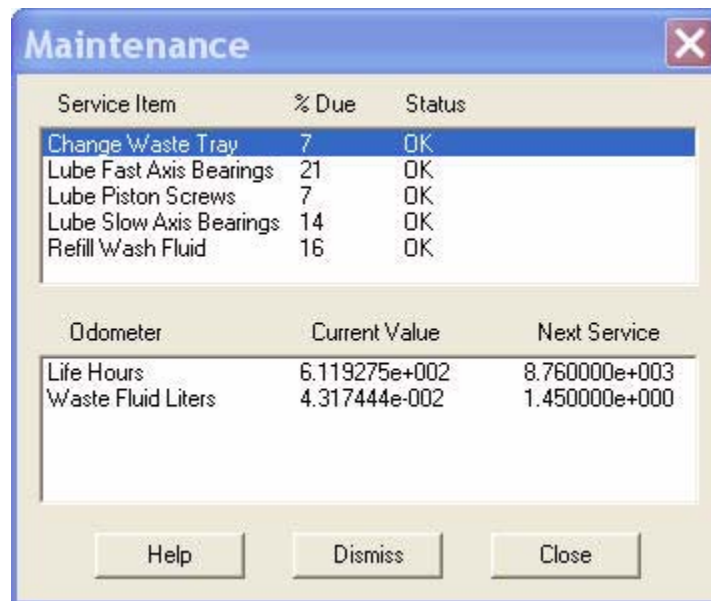 Maintenance
Service Item % Due Status
Change Waste Tray 7 OK
Lube Fast Axis Bearings 21 OK
Lube Piston Screws 7 OK
Lube Slow Axis Bearings 14 OK
Refill Wash Fluid 16 OK
Odometer Current Value Next Service
Life Hours 6.119275e+002 8.760000e+003
Waste Fluid Liters 4.317444e-002 1.450000e+000
Help Dismiss Close